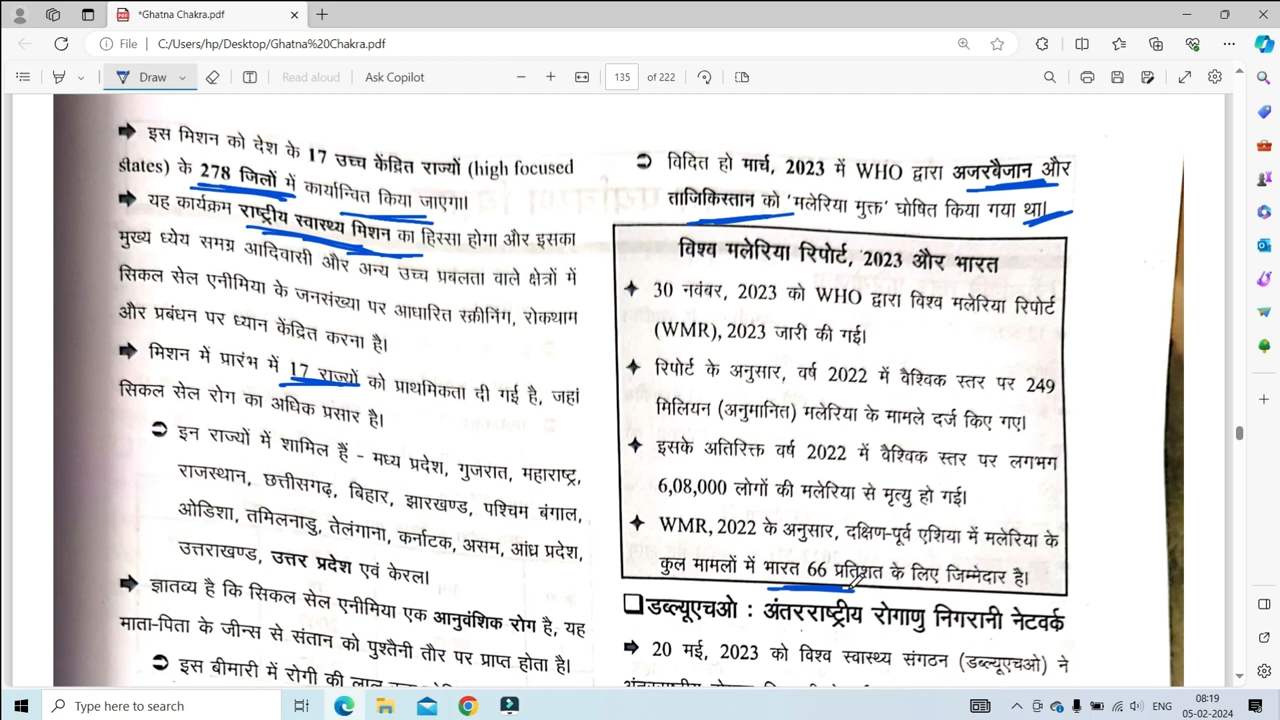 *Ghatna Chakra.pdf
File
C:/Users/hp/Desktop/Ghatna%20Chakra.pdf
Draw
Read aloud
Ask Copilot
135
of 222
इस मिशन को देश के 17 उच्च केंद्रित राज्यों (high focused
states) के 278 जिलों में कार्यान्वित किया जाएगा।
यह कार्यक्रम राष्ट्रीय स्वास्थ्य मिशन का हिस्सा होगा और इसका
मुख्य ध्येय समग्र आदिवासी और अन्य उच्च प्रबलता वाले क्षेत्रों में
सिकल सेल एनीमिया के जनसंख्या पर आधारित स्क्रीनिंग, रोकथाम
और प्रबंधन पर ध्यान केंद्रित करना है।
मिशन में प्रारंभ में 17 राज्यों को प्राथमिकता दी गई है, जहां
सिकल सेल रोग का अधिक प्रसार है।
इन राज्यों में शामिल हैं - मध्य प्रदेश, गुजरात, महाराष्ट्र,
राजस्थान, छत्तीसगढ़, बिहार, झारखण्ड, पश्चिम बंगाल,
ओडिशा, तमिलनाडु, तेलंगाना, कर्नाटक, असम, आंध्र प्रदेश,
उत्तराखण्ड, उत्तर प्रदेश एवं केरल।
ज्ञातव्य है कि सिकल सेल एनीमिया एक आनुवंशिक रोग है, यह
माता-पिता के जीन्स से संतान को पुश्तैनी तौर पर प्राप्त होता है।
इस बीमारी में रोगी की लाल
विदित हो मार्च, 2023 में WHO द्वारा अजरबैजान और
ताजिकिस्तान को 'मलेरिया मुक्त' घोषित किया गया था।
विश्व मलेरिया रिपोर्ट, 2023 और भारत
30 नवंबर, 2023 को WHO द्वारा विश्व मलेरिया रिपोर्ट
(WMR), 2023 जारी की गई।
रिपोर्ट के अनुसार, वर्ष 2022 में वैश्विक स्तर पर 249
मिलियन (अनुमानित) मलेरिया के मामले दर्ज किए गए।
इसके अतिरिक्त वर्ष 2022 में वैश्विक स्तर पर लगभग
6,08,000 लोगों की मलेरिया से मृत्यु हो गई।
WMR, 2022 के अनुसार, दक्षिण-पूर्व एशिया में मलेरिया के
कुल मामलों में भारत 66 प्रतिशत के लिए जिम्मेदार है।
डब्ल्यूएचओ : अंतरराष्ट्रीय रोगाणु निगरानी नेटवर्क
20 मई, 2023 को विश्व स्वास्थ्य संगठन (डब्ल्यूएचओ) ने
Type here to search
ENG
08:19
05-02-2024